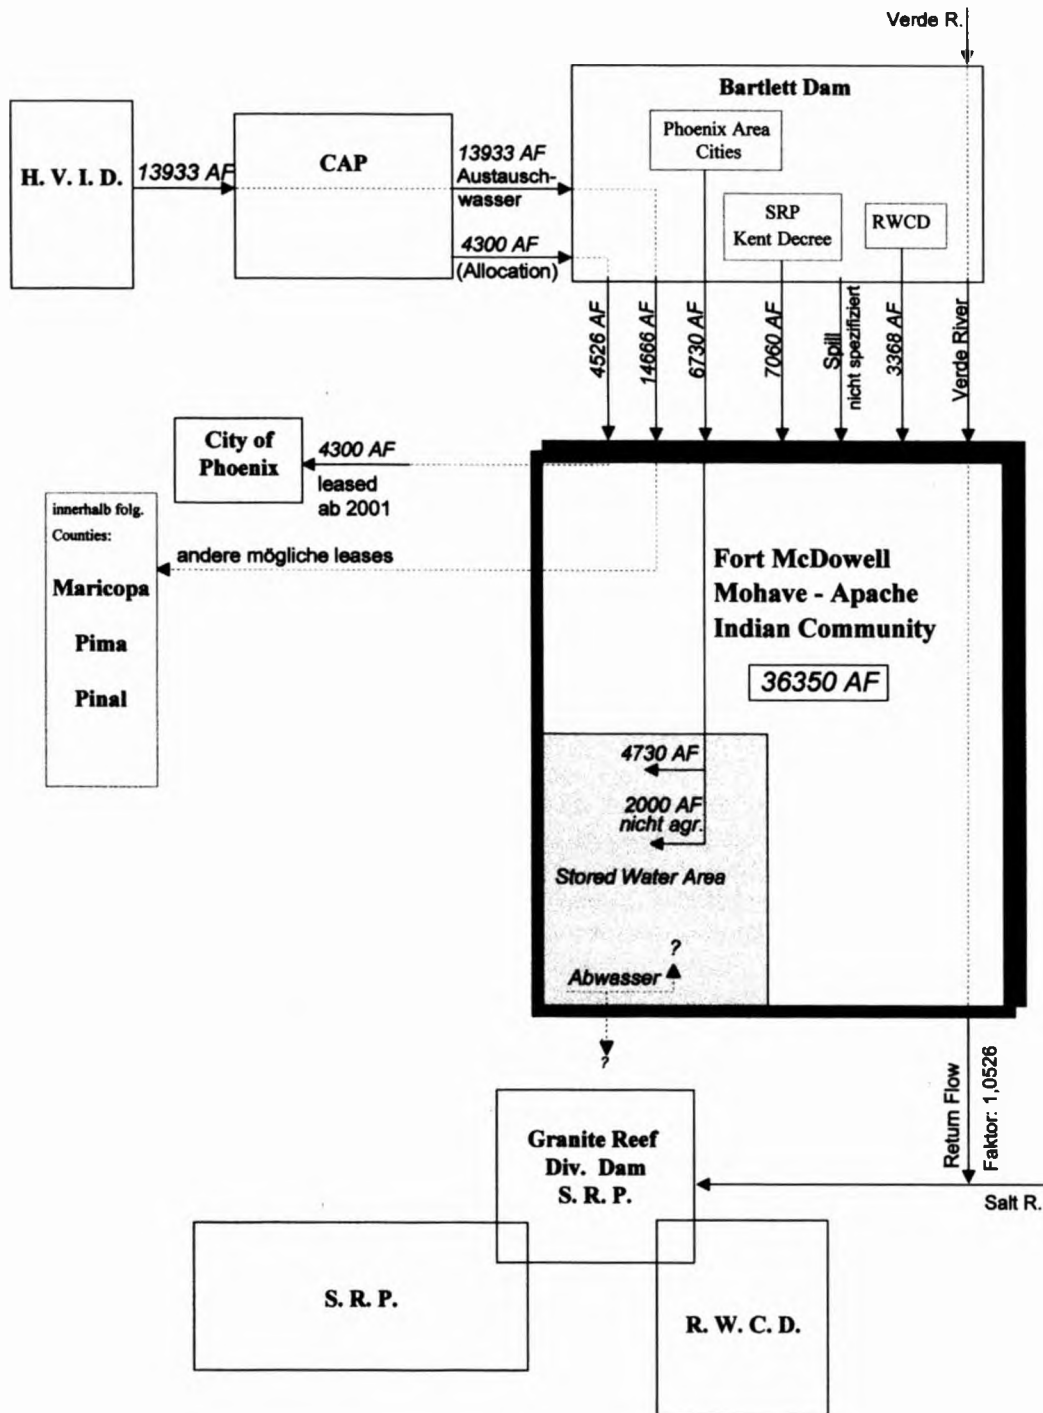 Verde R.
Bartlett Dam
Phoenix Area
Cities
SRP
Kent Decree
RWCD
H. V. I. D.
13933 AF
CAP
13933 AF
Austausch-
wasser
4300 AF
(Allocation)
4526 AF
14666 AF
6730 AF
7060 AF
Spill
nicht spezifiziert
3368 AF
Verde River
City of
Phoenix
4300 AF
leased
ab 2001
innerhalb folg.
Counties:
Maricopa
Pima
Pinal
andere mögliche leases
Fort McDowell
Mohave - Apache
Indian Community
36350 AF
4730 AF
2000 AF
nicht agr.
Stored Water Area
?
Abwasser
?
Return Flow
Faktor: 1,0526
Granite Reef
Div. Dam
S. R. P.
Salt R.
S. R. P.
R. W. C. D.